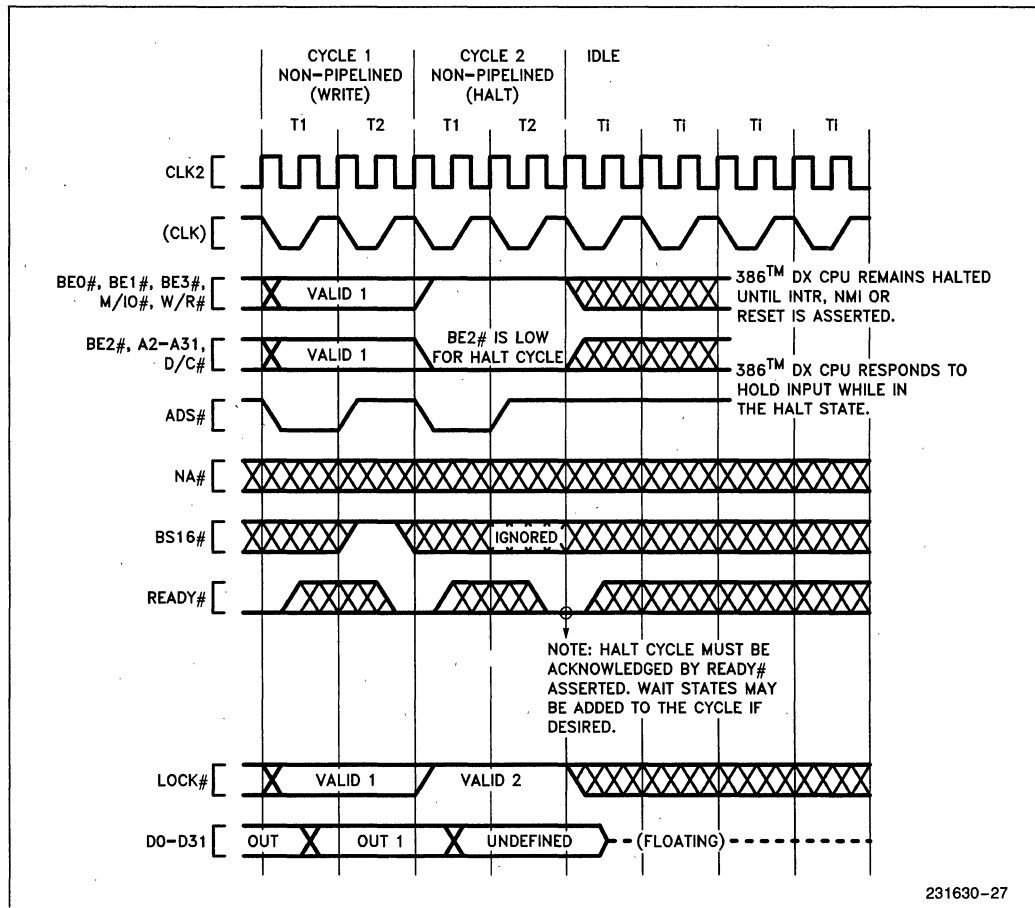 CYCLE 1
NON-PIPELINED
(WRITE)
CYCLE 2
NON-PIPELINED
(HALT)
IDLE
T1 T2 T1 T2 Ti Ti Ti Ti
CLK2
(CLK)
BE0#, BE1#, BE3#,
M/IO#, W/R#
VALID 1
386™ DX CPU REMAINS HALTED
UNTIL INTR, NMI OR
RESET IS ASSERTED.
BE2#, A2-A31,
D/C#
VALID 1
BE2# IS LOW
FOR HALT CYCLE
386™ DX CPU RESPONDS TO
HOLD INPUT WHILE IN
THE HALT STATE.
ADS#
NA#
BS16#
IGNORED
READY#
NOTE: HALT CYCLE MUST BE
ACKNOWLEDGED BY READY#
ASSERTED. WAIT STATES MAY
BE ADDED TO THE CYCLE IF
DESIRED.
LOCK#
VALID 1
VALID 2
D0-D31
OUT
OUT 1
UNDEFINED
(FLOATING)
231630-27